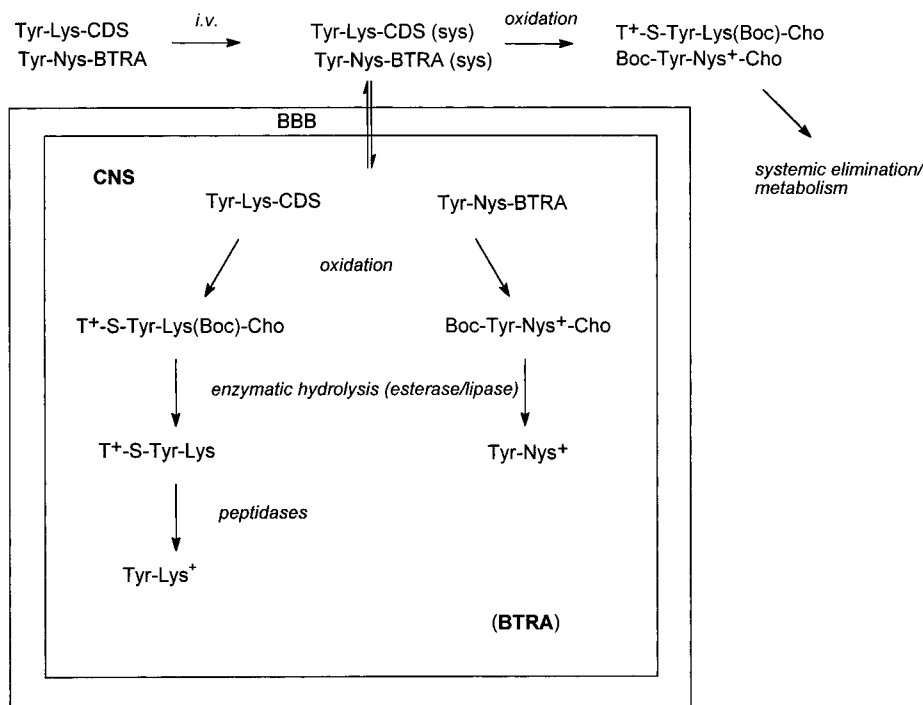 Tyr-Lys-CDS
Tyr-Nys-BTRA
i.v.
Tyr-Lys-CDS (sys)
Tyr-Nys-BTRA (sys)
oxidation
T+-S-Tyr-Lys(Boc)-Cho
Boc-Tyr-Nys+-Cho
systemic elimination/
metabolism
BBB
CNS
Tyr-Lys-CDS
Tyr-Nys-BTRA
oxidation
T+-S-Tyr-Lys(Boc)-Cho
Boc-Tyr-Nys+-Cho
enzymatic hydrolysis (esterase/lipase)
T+-S-Tyr-Lys
Tyr-Nys+
peptidases
Tyr-Lys+
(BTRA)